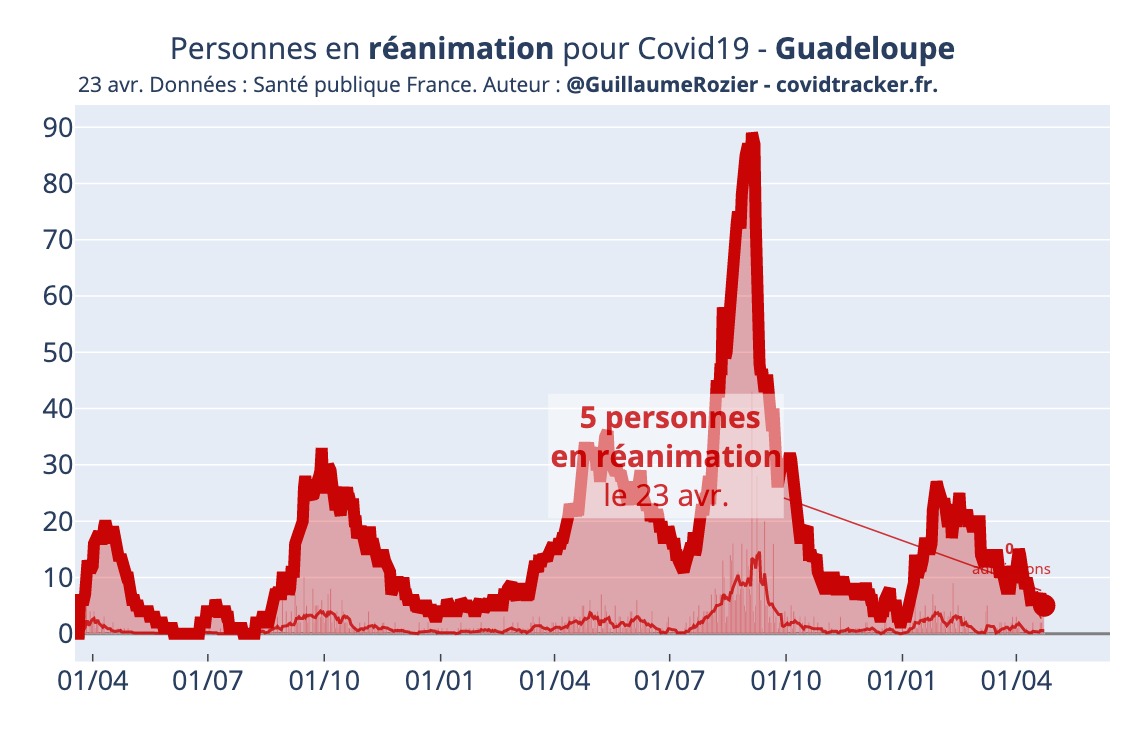 Personnes en réanimation pour Covid19 - Guadeloupe
23 avr. Données : Santé publique France. Auteur : @GuillaumeRozier - covidtracker.fr.
90
80
70
60
50
40
30
20
10
0
5 personnes
en réanimation
le 23 avr.
0
admissions
01/04 01/07 01/10 01/01 01/04 01/07 01/10 01/01 01/04